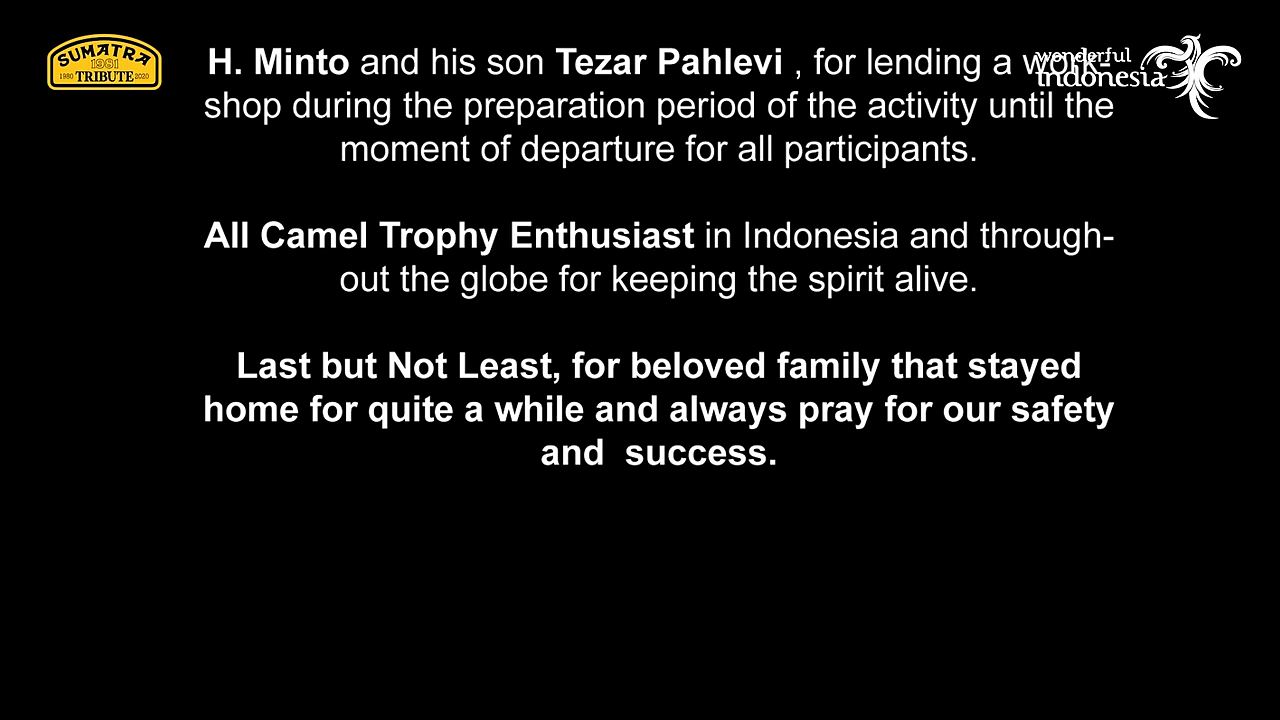 SUMATRA
1981
1980 TRIBUTE 2020
wonderful
indonesia
H. Minto and his son Tezar Pahlevi , for lending a work-
shop during the preparation period of the activity until the
moment of departure for all participants.
All Camel Trophy Enthusiast in Indonesia and through-
out the globe for keeping the spirit alive.
Last but Not Least, for beloved family that stayed
home for quite a while and always pray for our safety
and  success.